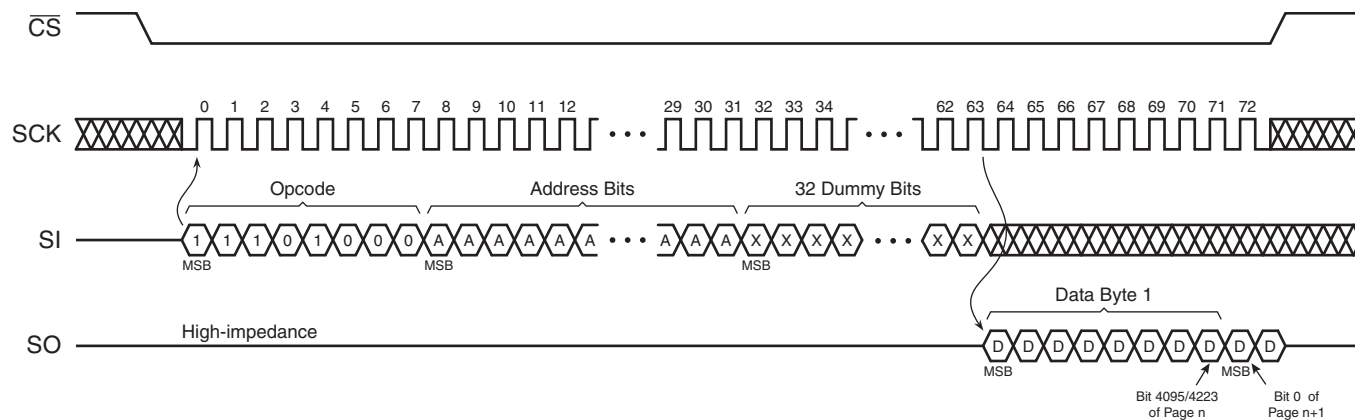 CS
SCK
0 1 2 3 4 5 6 7 8 9 10 11 12 29 30 31 32 33 34 62 63 64 65 66 67 68 69 70 71 72
Opcode Address Bits 32 Dummy Bits
SI
1 1 1 0 1 0 0 0 A A A A A A A A A X X X X X X
MSB MSB MSB
Data Byte 1
High-impedance
SO
D D D D D D D D D D
MSB MSB
Bit 4095/4223
of Page n
Bit 0 of
Page n+1